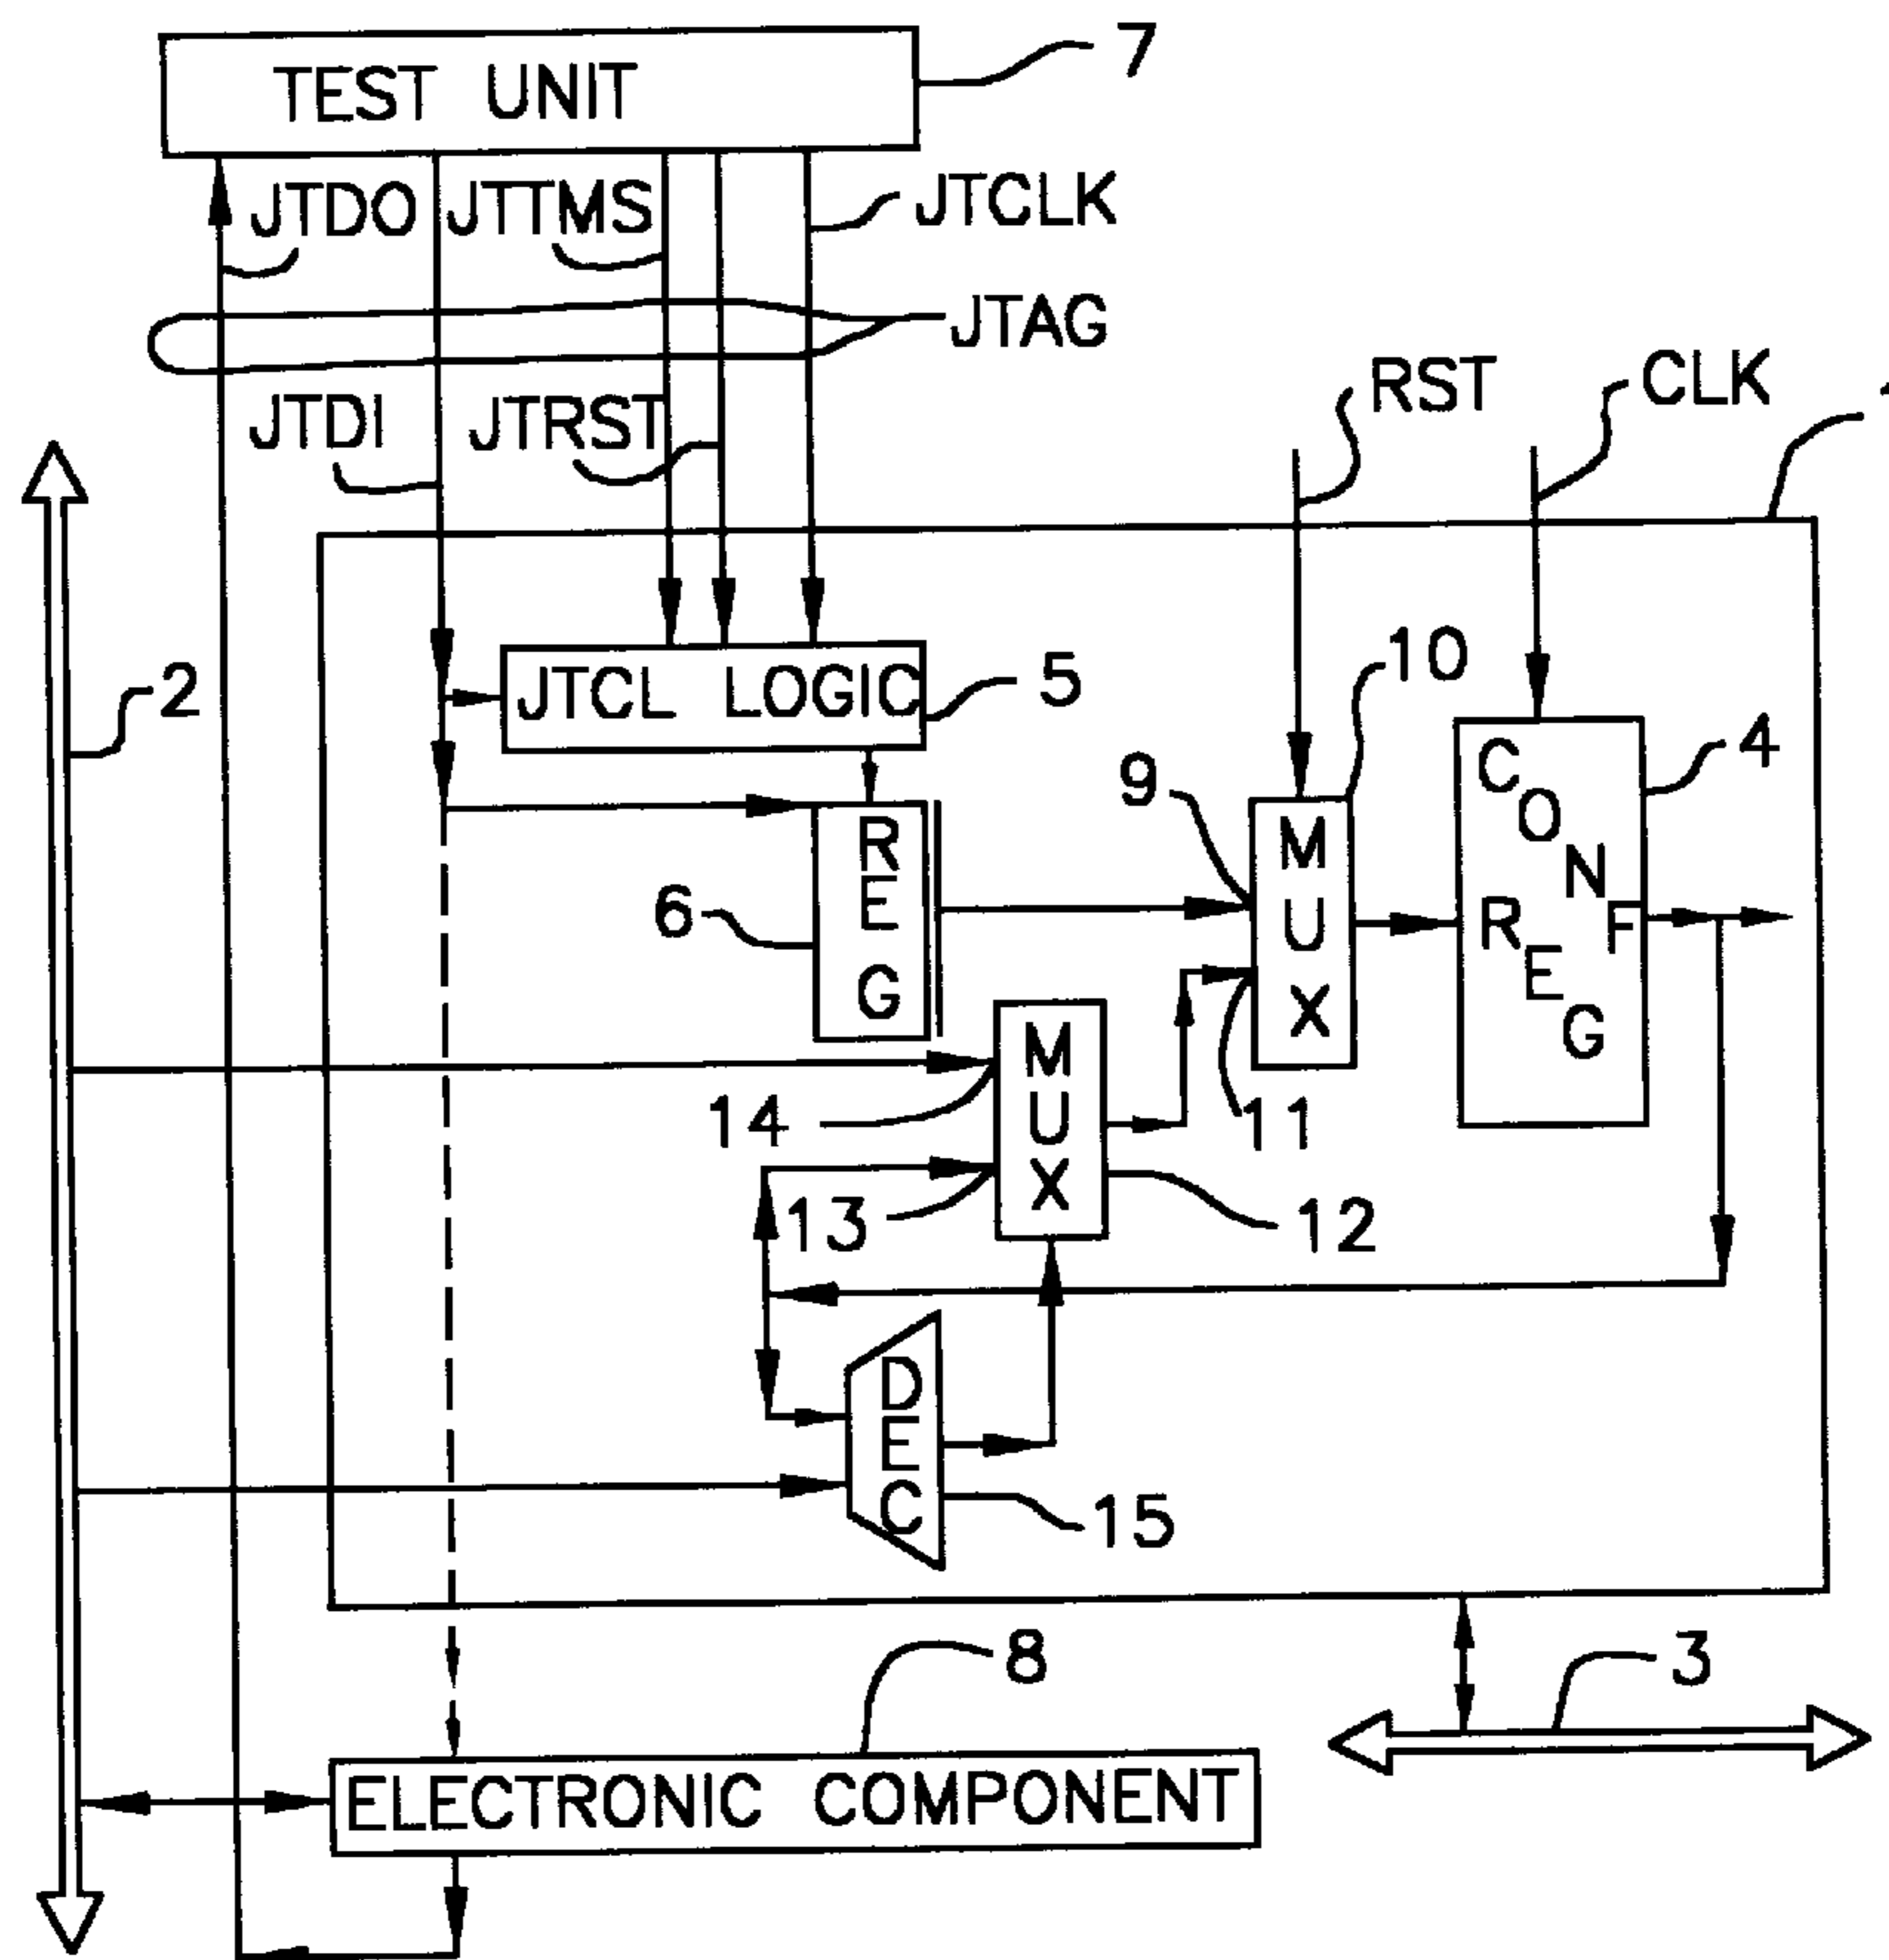 TEST UNIT
7
JTDO
JTTMS
JTCLK
JTAG
JTDI
JTRST
RST
CLK
2
JTCL LOGIC
5
10
4
9
6
REG
MUX
CONF
REG
14
MUX
11
13
12
DEC
15
8
3
ELECTRONIC COMPONENT